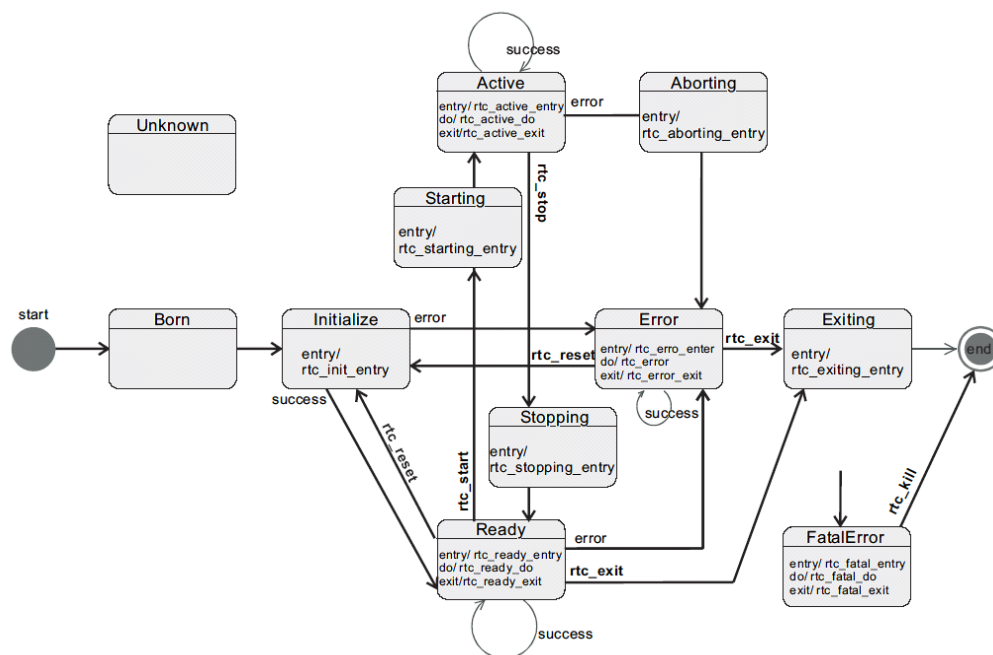 success
Active
entry/ rtc_active_entry
do/ rtc_active_do
exit/rtc_active_exit
error
Aborting
entry/
rtc_aborting_entry
Unknown
rtc_stop
Starting
entry/
rtc_starting_entry
start
Born
Initialize
entry/
rtc_init_entry
error
rtc_reset
Error
entry/ rtc_erro_enter
do/ rtc_error
exit/ rtc_error_exit
rtc_exit
Exiting
entry/
rtc_exiting_entry
end
success
success
rtc_reset
rtc_start
Stopping
entry/
rtc_stopping_entry
rtc_kill
Ready
entry/ rtc_ready_entry
do/ rtc_ready_do
exit/rtc_ready_exit
error
rtc_exit
FatalError
entry/ rtc_fatal_entry
do/ rtc_fatal_do
exit/ rtc_fatal_exit
success